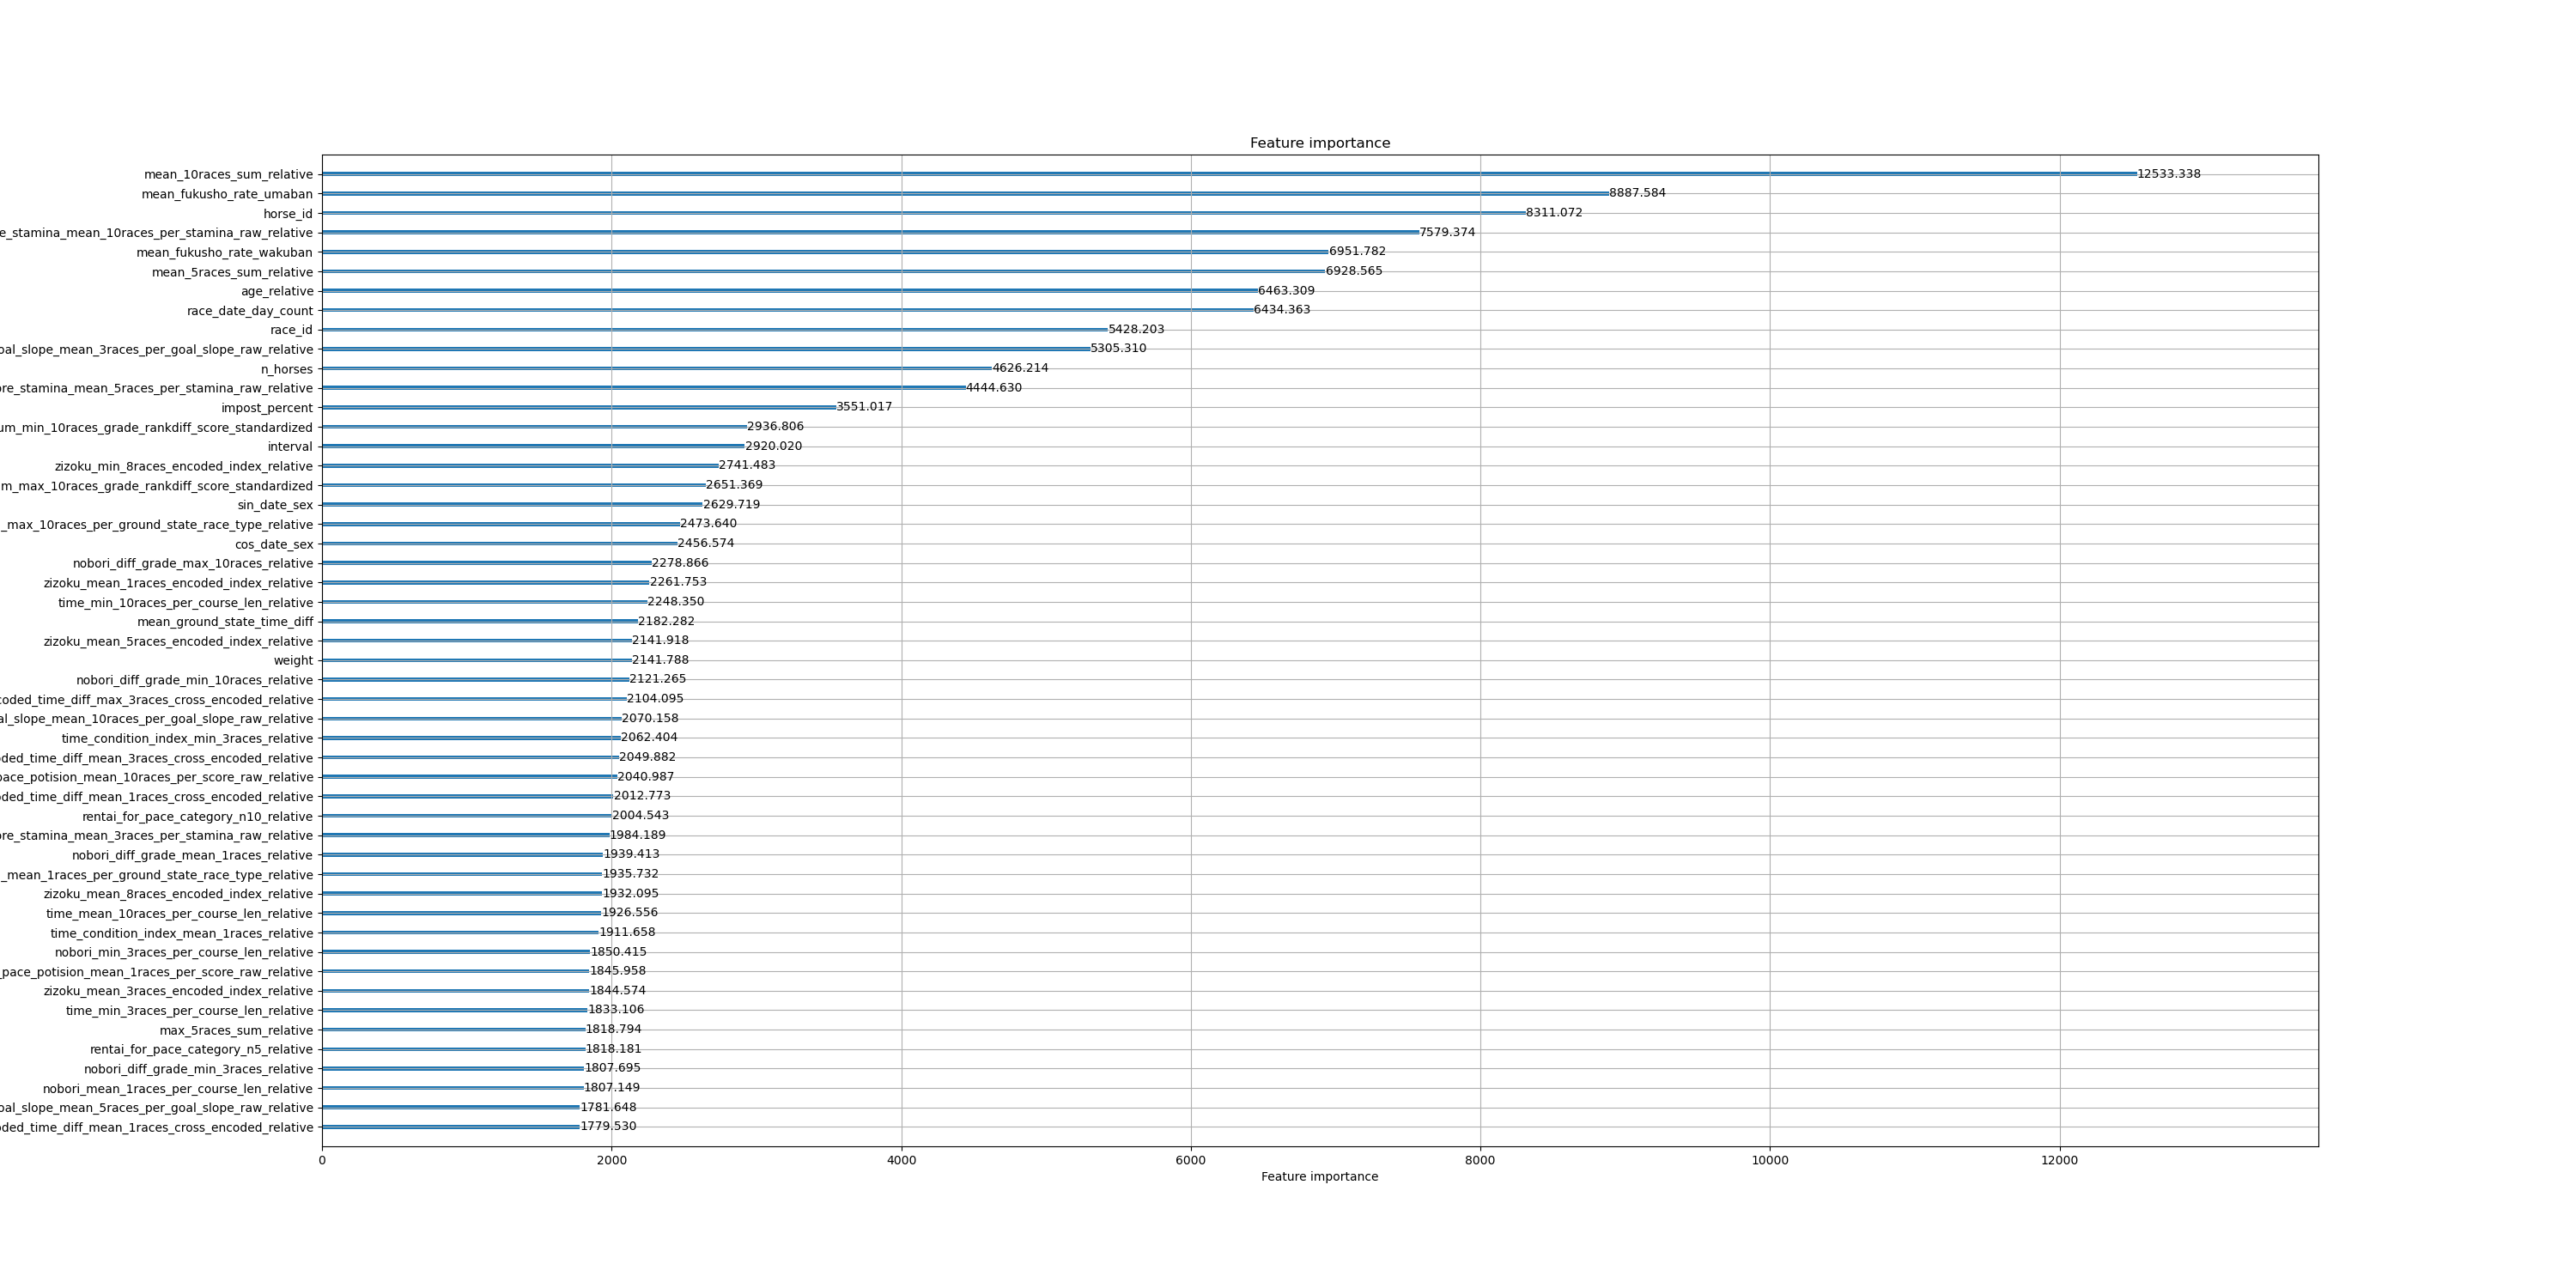 Feature importance
mean_10races_sum_relative 12533.338
mean_fukusho_rate_umaban 8887.584
horse_id 8311.072
e_stamina_mean_10races_per_stamina_raw_relative 7579.374
mean_fukusho_rate_wakuban 6951.782
mean_5races_sum_relative 6928.565
age_relative 6463.309
race_date_day_count 6434.363
race_id 5428.203
oal_slope_mean_3races_per_goal_slope_raw_relative 5305.310
n_horses 4626.214
ore_stamina_mean_5races_per_stamina_raw_relative 4444.630
impost_percent 3551.017
um_min_10races_grade_rankdiff_score_standardized 2936.806
interval 2920.020
zizoku_min_8races_encoded_index_relative 2741.483
m_max_10races_grade_rankdiff_score_standardized 2651.369
sin_date_sex 2629.719
_max_10races_per_ground_state_race_type_relative 2473.640
cos_date_sex 2456.574
nobori_diff_grade_max_10races_relative 2278.866
zizoku_mean_1races_encoded_index_relative 2261.753
time_min_10races_per_course_len_relative 2248.350
mean_ground_state_time_diff 2182.282
zizoku_mean_5races_encoded_index_relative 2141.918
weight 2141.788
nobori_diff_grade_min_10races_relative 2121.265
coded_time_diff_max_3races_cross_encoded_relative 2104.095
al_slope_mean_10races_per_goal_slope_raw_relative 2070.158
time_condition_index_min_3races_relative 2062.404
ded_time_diff_mean_3races_cross_encoded_relative 2049.882
pace_potision_mean_10races_per_score_raw_relative 2040.987
ded_time_diff_mean_1races_cross_encoded_relative 2012.773
rentai_for_pace_category_n10_relative 2004.543
ore_stamina_mean_3races_per_stamina_raw_relative 1984.189
nobori_diff_grade_mean_1races_relative 1939.413
_mean_1races_per_ground_state_race_type_relative 1935.732
zizoku_mean_8races_encoded_index_relative 1932.095
time_mean_10races_per_course_len_relative 1926.556
time_condition_index_mean_1races_relative 1911.658
nobori_min_3races_per_course_len_relative 1850.415
_pace_potision_mean_1races_per_score_raw_relative 1845.958
zizoku_mean_3races_encoded_index_relative 1844.574
time_min_3races_per_course_len_relative 1833.106
max_5races_sum_relative 1818.794
rentai_for_pace_category_n5_relative 1818.181
nobori_diff_grade_min_3races_relative 1807.695
nobori_mean_1races_per_course_len_relative 1807.149
oal_slope_mean_5races_per_goal_slope_raw_relative 1781.648
ded_time_diff_mean_1races_cross_encoded_relative 1779.530
0 2000 4000 6000 8000 10000 12000
Feature importance